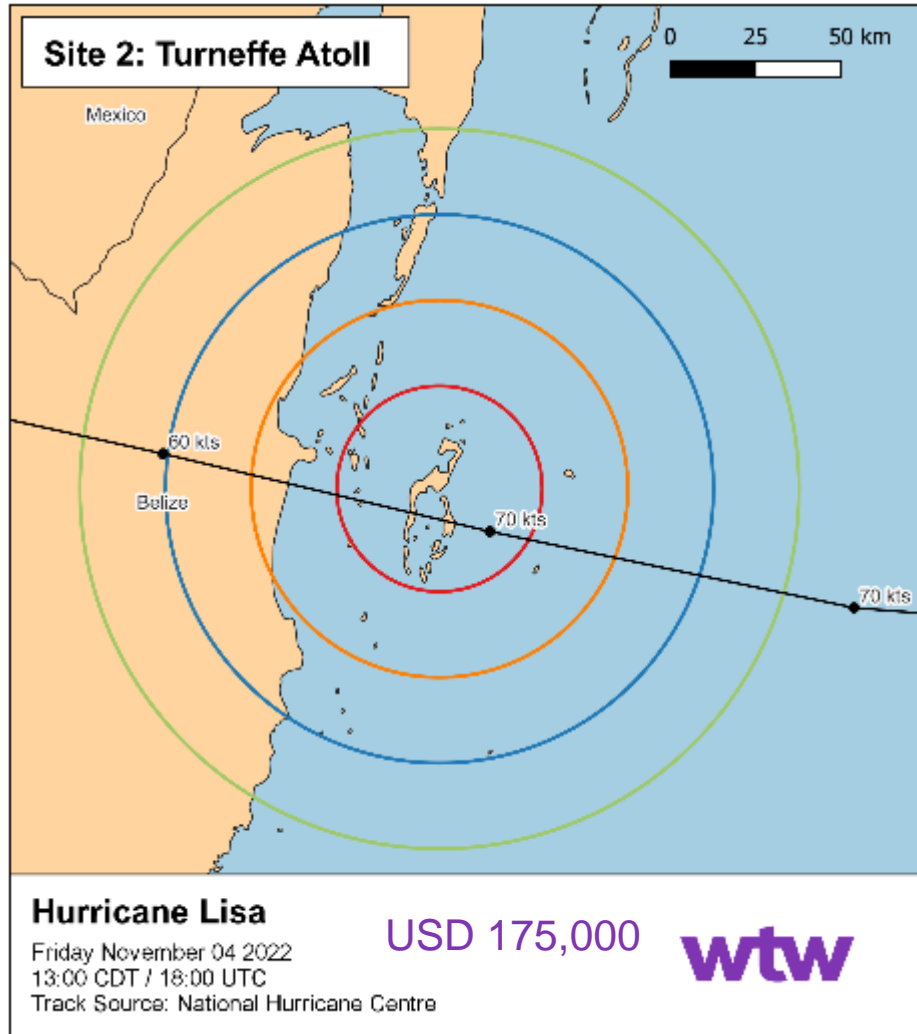 Site 2: Turneffe Atoll
0 25 50 km
Mexico
60 kts
Belize
70 kts
70 kts
Hurricane Lisa
Friday November 04 2022
13:00 CDT / 18:00 UTC
Track Source: National Hurricane Centre
USD 175,000
wtw